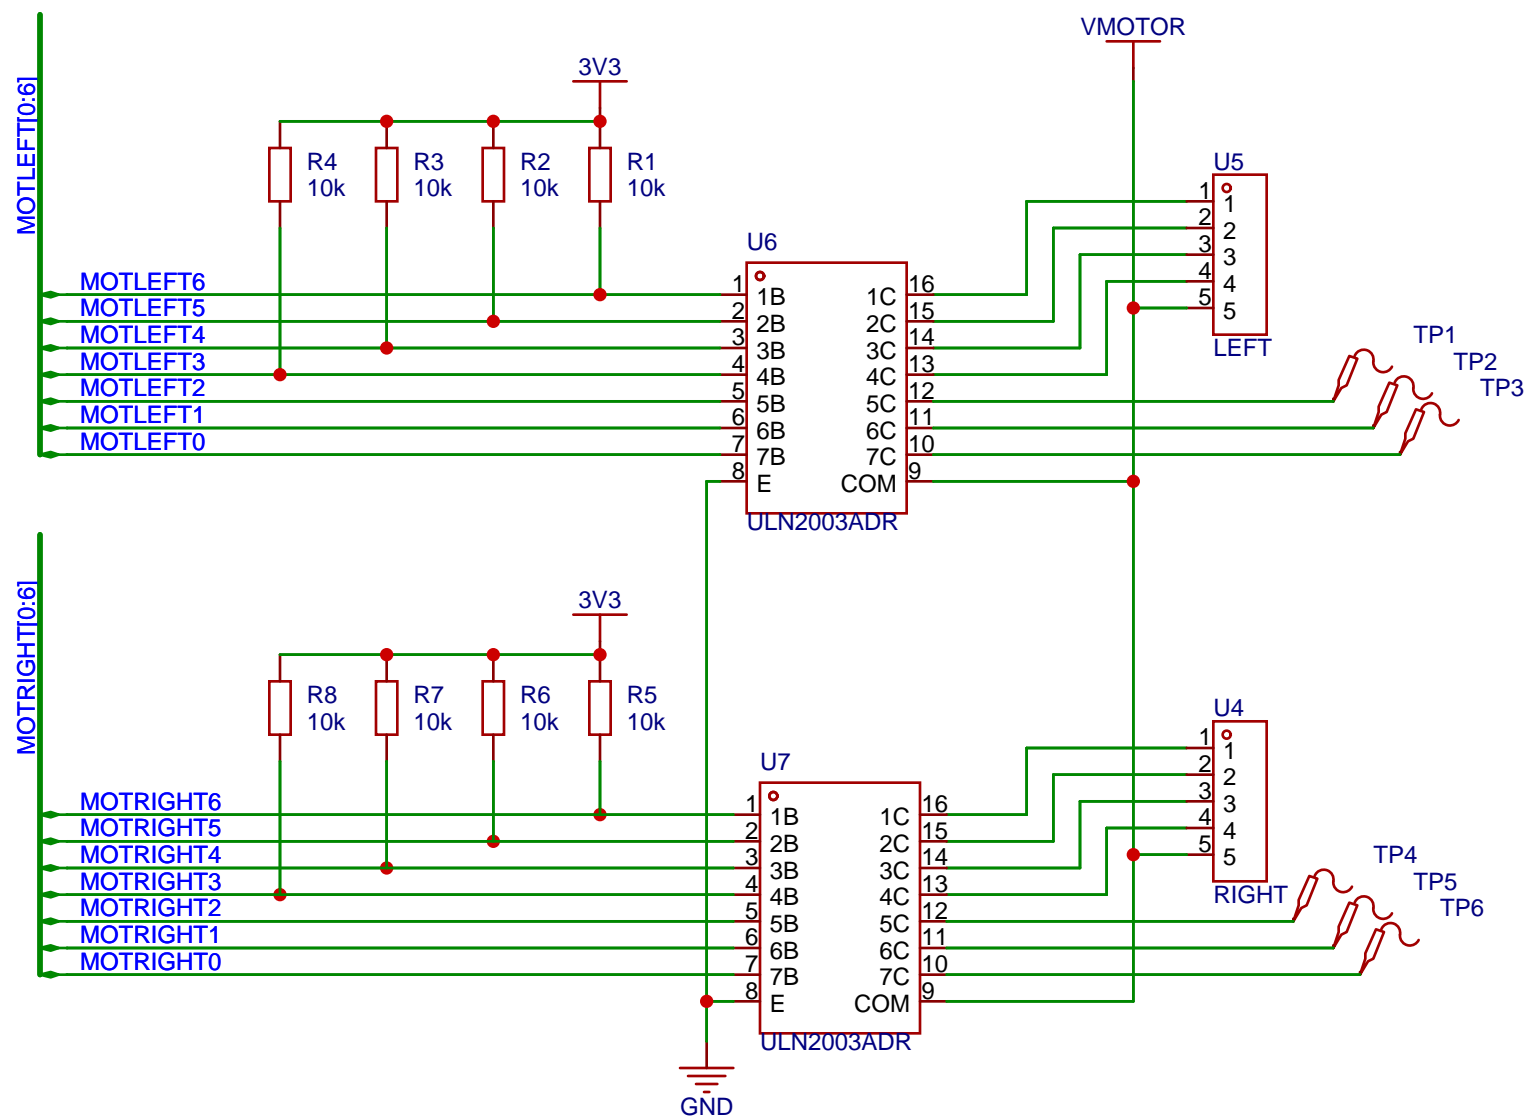 VMOTOR
MOTLEFT[0:6]
3V3
R4
10k
R3
10k
R2
10k
R1
10k
U5
1 1
2 2
3 3
4 4
5 5
LEFT
U6
MOTLEFT6 1 1B 1C 16
MOTLEFT5 2 2B 2C 15
MOTLEFT4 3 3B 3C 14
MOTLEFT3 4 4B 4C 13
MOTLEFT2 5 5B 5C 12
MOTLEFT1 6 6B 6C 11
MOTLEFT0 7 7B 7C 10
8 E COM 9
ULN2003ADR
TP1
TP2
TP3
MOTRIGHT[0:6]
3V3
R8
10k
R7
10k
R6
10k
R5
10k
U4
1 1
2 2
3 3
4 4
5 5
RIGHT
U7
MOTRIGHT6 1 1B 1C 16
MOTRIGHT5 2 2B 2C 15
MOTRIGHT4 3 3B 3C 14
MOTRIGHT3 4 4B 4C 13
MOTRIGHT2 5 5B 5C 12
MOTRIGHT1 6 6B 6C 11
MOTRIGHT0 7 7B 7C 10
8 E COM 9
ULN2003ADR
TP4
TP5
TP6
GND